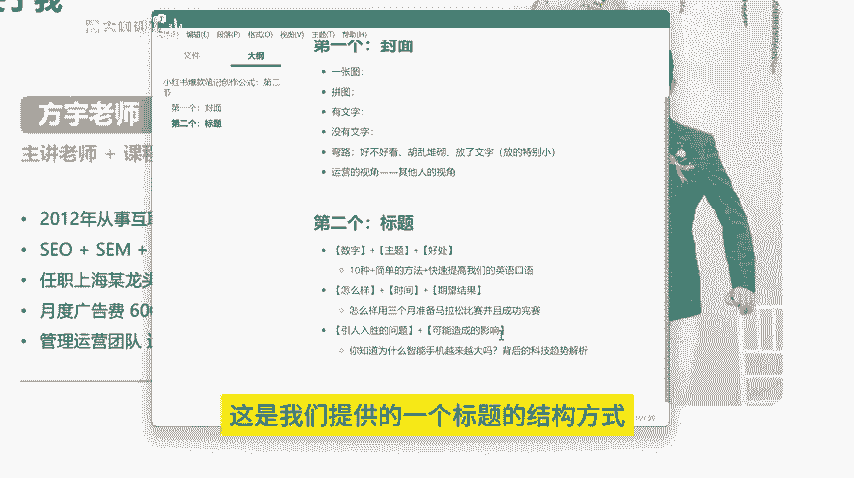 方宇老师
主讲老师 + 课程
• 2012年从事互联
• SEO + SEM +
• 任职上海某龙头
• 月度广告费 600
• 管理运营团队
编辑(E) 段落(P) 格式(O) 视图(V) 主题(T) 帮助(H)
文件 大纲
小红书爆款笔记创作公式：第二
第一个：封面
第二个：标题
第一个：封面
• 一张图：
• 拼图：
• 有文字：
• 没有文字：
• 弯路：好不好看、胡乱堆砌、放了文字（放的特别小）
• 运营的视角——其他人的视角
第二个：标题
• 【数字】+【主题】+【好处】
○ 10种+简单的方法+快速提高我们的英语口语
• 【怎么样】+【时间】+【期望结果】
○ 怎么样用三个月准备马拉松比赛并且成功完赛
• 【引人入胜的问题】+【可能造成的影响】
○ 你知道为什么智能手机越来越大吗？背后的科技趋势解析
这是我们提供的一个标题的结构方式